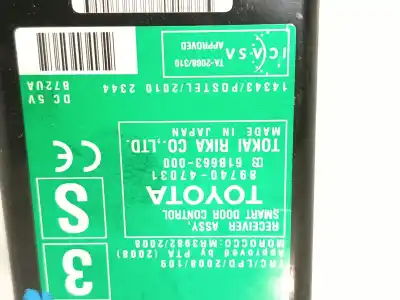 TRC/LPD/2008/109
Approved by PTA (2008)
MOROCCO:MR3982/2008
RECEIVER ASSY,
SMART DOOR CONTROL
TOYOTA
89740-47031
618663-000
TOKAI RIKA CO.,LTD.
MADE IN JAPAN
14343/POSTEL/2010 2344
3
S
CE
DC 5V
B72UA
ICASA
TA-2008/310
APPROVED